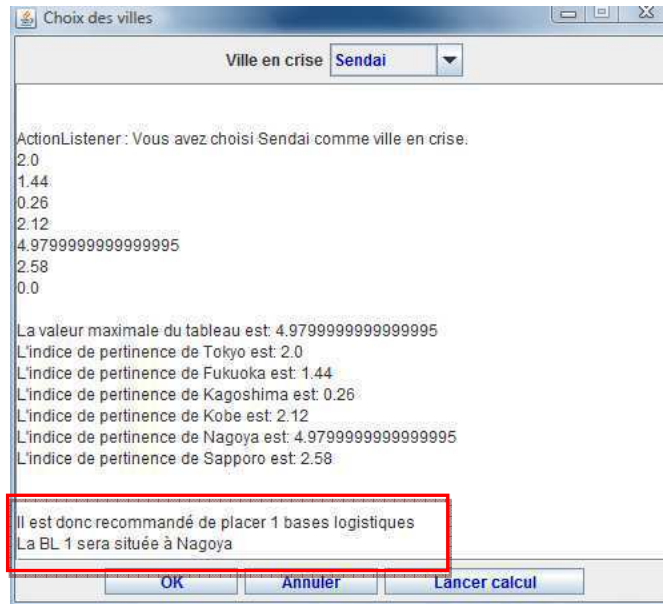 Choix des villes
Ville en crise Sendai
ActionListener : Vous avez choisi Sendai comme ville en crise.
2.0
1.44
0.26
2.12
4.9799999999999995
2.58
0.0
La valeur maximale du tableau est: 4.9799999999999995
L'indice de pertinence de Tokyo est: 2.0
L'indice de pertinence de Fukuoka est: 1.44
L'indice de pertinence de Kagoshima est: 0.26
L'indice de pertinence de Kobe est: 2.12
L'indice de pertinence de Nagoya est: 4.9799999999999995
L'indice de pertinence de Sapporo est: 2.58
Il est donc recommandé de placer 1 bases logistiques
La BL 1 sera située à Nagoya
OK Annuler Lancer calcul